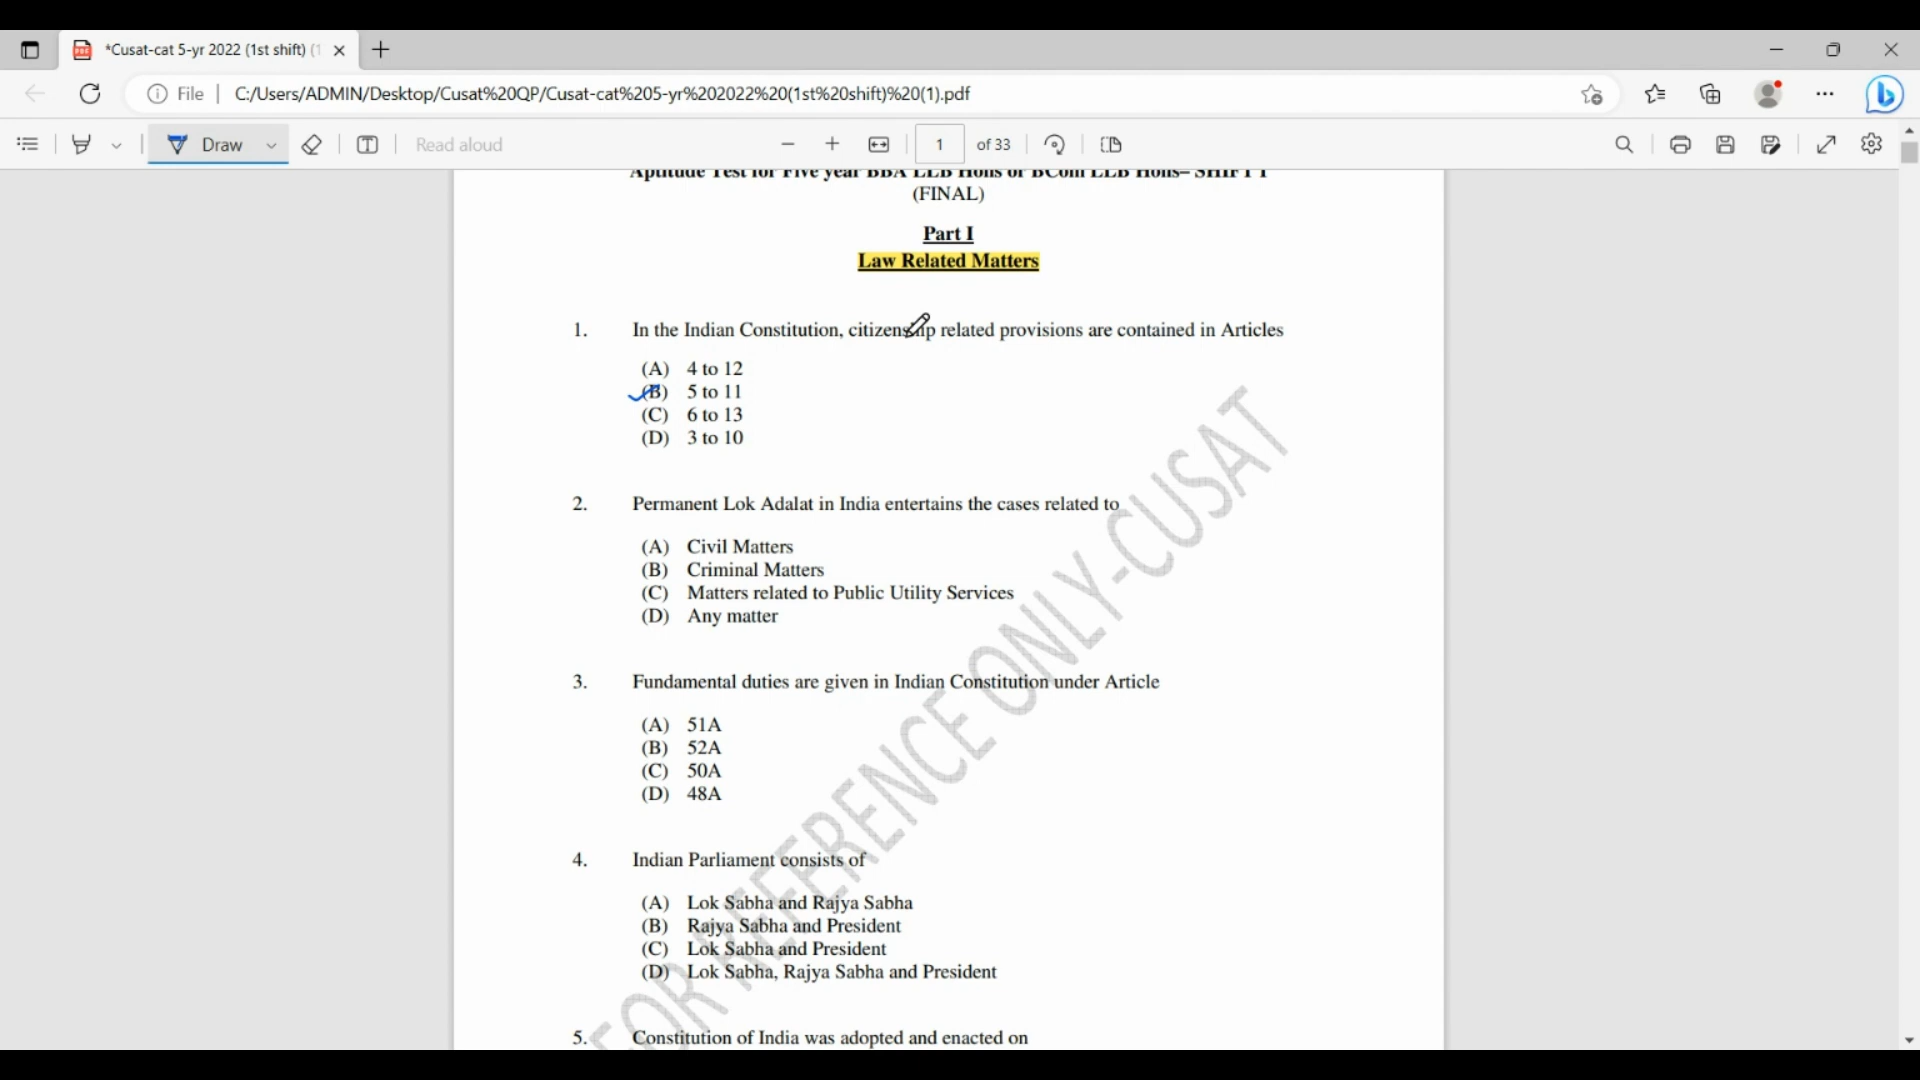 *Cusat-cat 5-yr 2022 (1st shift) (1
File
C:/Users/ADMIN/Desktop/Cusat%20QP/Cusat-cat%205-yr%202022%20(1st%20shift)%20(1).pdf
Draw
Read aloud
1
of 33
Aptitude Test for Five year BBA LLB Hons or BCom LLB Hons– SHIFT I
(FINAL)
Part I
Law Related Matters
1. In the Indian Constitution, citizenship related provisions are contained in Articles
(A) 4 to 12
(B) 5 to 11
(C) 6 to 13
(D) 3 to 10
2. Permanent Lok Adalat in India entertains the cases related to
(A) Civil Matters
(B) Criminal Matters
(C) Matters related to Public Utility Services
(D) Any matter
3. Fundamental duties are given in Indian Constitution under Article
(A) 51A
(B) 52A
(C) 50A
(D) 48A
4. Indian Parliament consists of
(A) Lok Sabha and Rajya Sabha
(B) Rajya Sabha and President
(C) Lok Sabha and President
(D) Lok Sabha, Rajya Sabha and President
5. Constitution of India was adopted and enacted on
FOR REFERENCE ONLY-CUSAT